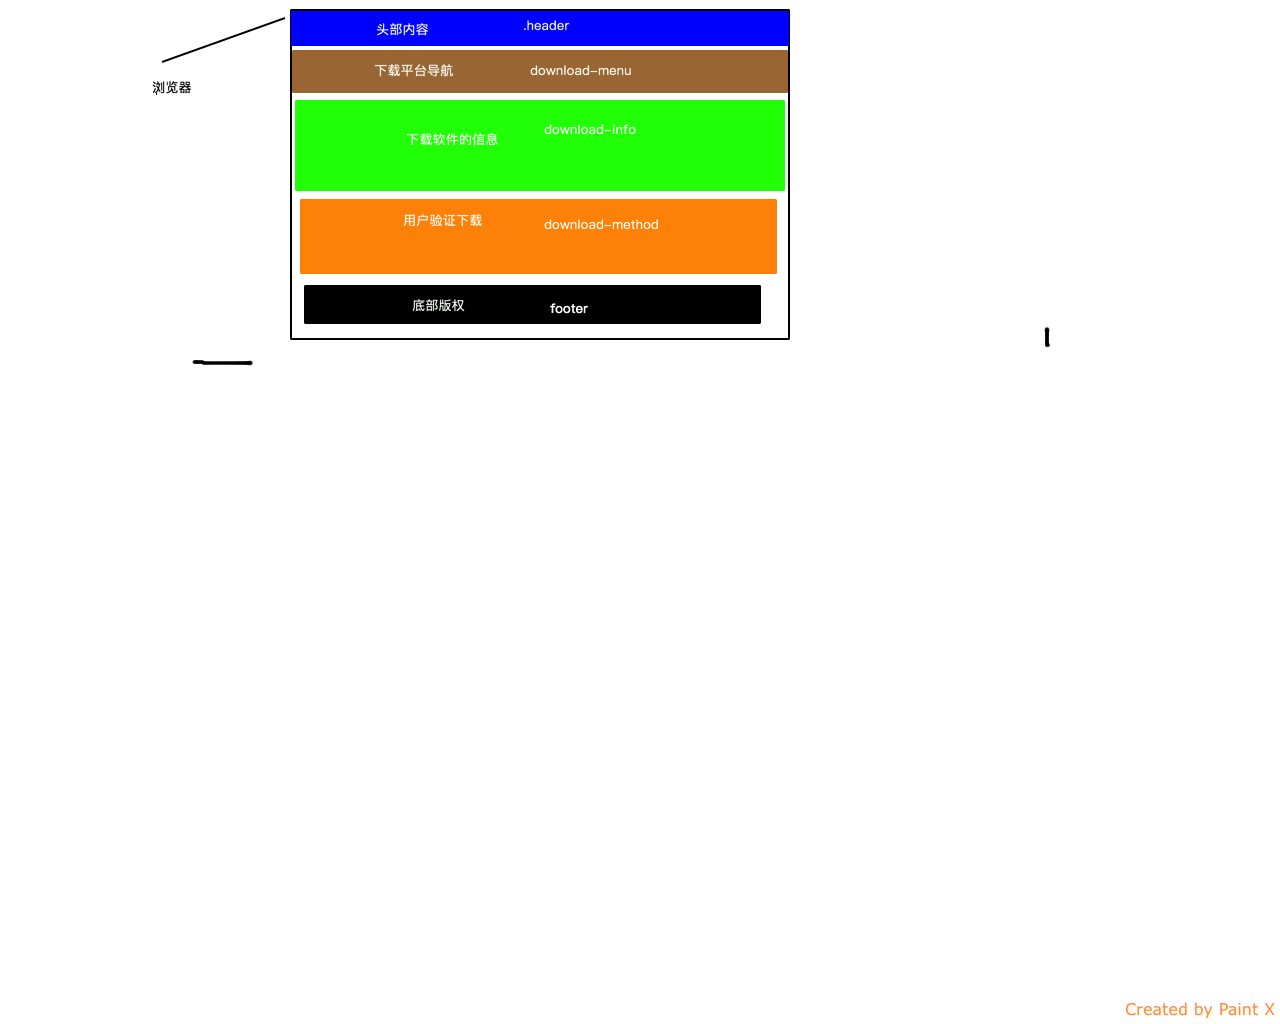 头部内容 .header
浏览器
下载平台导航 download-menu
下载软件的信息 download-info
用户验证下载 download-method
底部版权 footer
Created by Paint X